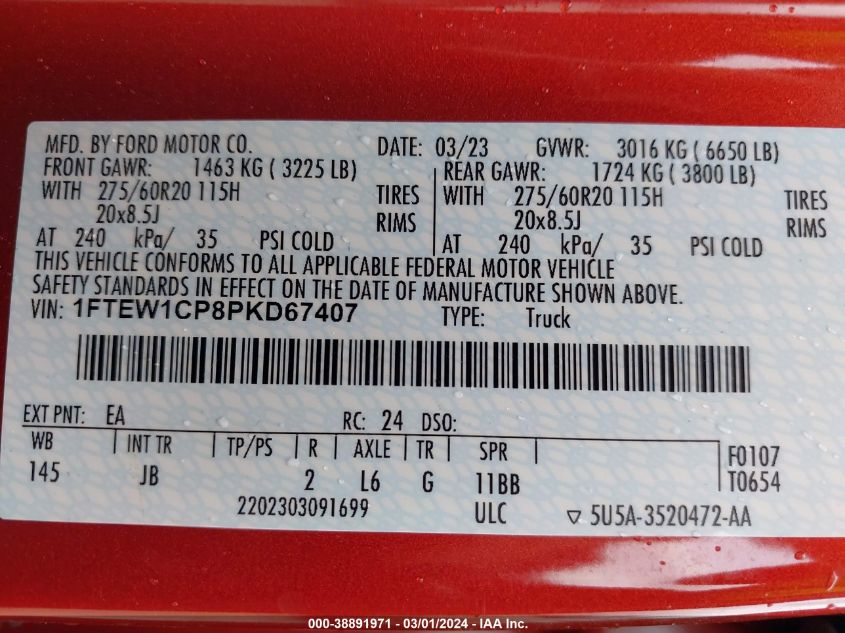 MFD. BY FORD MOTOR CO. DATE: 03/23 GVWR: 3016 KG ( 6650 LB)
FRONT GAWR: 1463 KG ( 3225 LB) REAR GAWR: 1724 KG ( 3800 LB)
WITH 275/60R20 115H TIRES WITH 275/60R20 115H TIRES
20x8.5J RIMS 20x8.5J RIMS
AT 240 kPa/ 35 PSI COLD AT 240 kPa/ 35 PSI COLD
THIS VEHICLE CONFORMS TO ALL APPLICABLE FEDERAL MOTOR VEHICLE
SAFETY STANDARDS IN EFFECT ON THE DATE OF MANUFACTURE SHOWN ABOVE.
VIN: 1FTEW1CP8PKD67407 TYPE: Truck
EXT PNT: EA RC: 24 DSO:
WB INT TR TP/PS R AXLE TR SPR F0107
145 JB 2 L6 G 11BB T0654
2202303091699 ULC ▽ 5U5A-3520472-AA
000-38891971 - 03/01/2024 - IAA Inc.